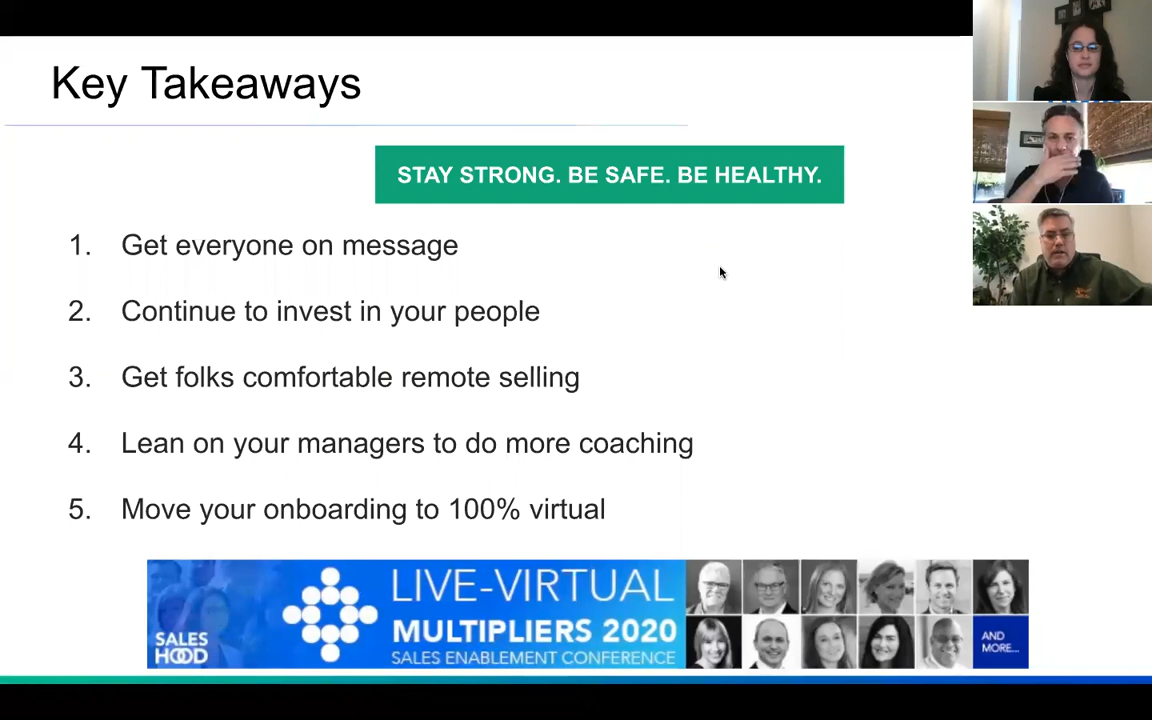 Key Takeaways
STAY STRONG. BE SAFE. BE HEALTHY.
1. Get everyone on message
2. Continue to invest in your people
3. Get folks comfortable remote selling
4. Lean on your managers to do more coaching
5. Move your onboarding to 100% virtual
SALES
HOOD
LIVE-VIRTUAL
MULTIPLIERS 2020
SALES ENABLEMENT CONFERENCE
AND
MORE...